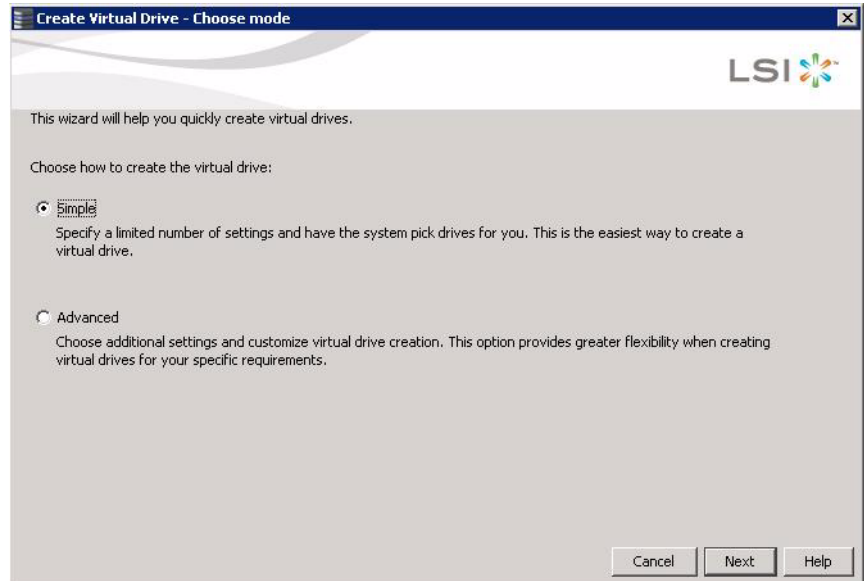 Create Virtual Drive - Choose mode
LSI
This wizard will help you quickly create virtual drives.
Choose how to create the virtual drive:
Simple
Specify a limited number of settings and have the system pick drives for you. This is the easiest way to create a
virtual drive.
Advanced
Choose additional settings and customize virtual drive creation. This option provides greater flexibility when creating
virtual drives for your specific requirements.
Cancel Next Help